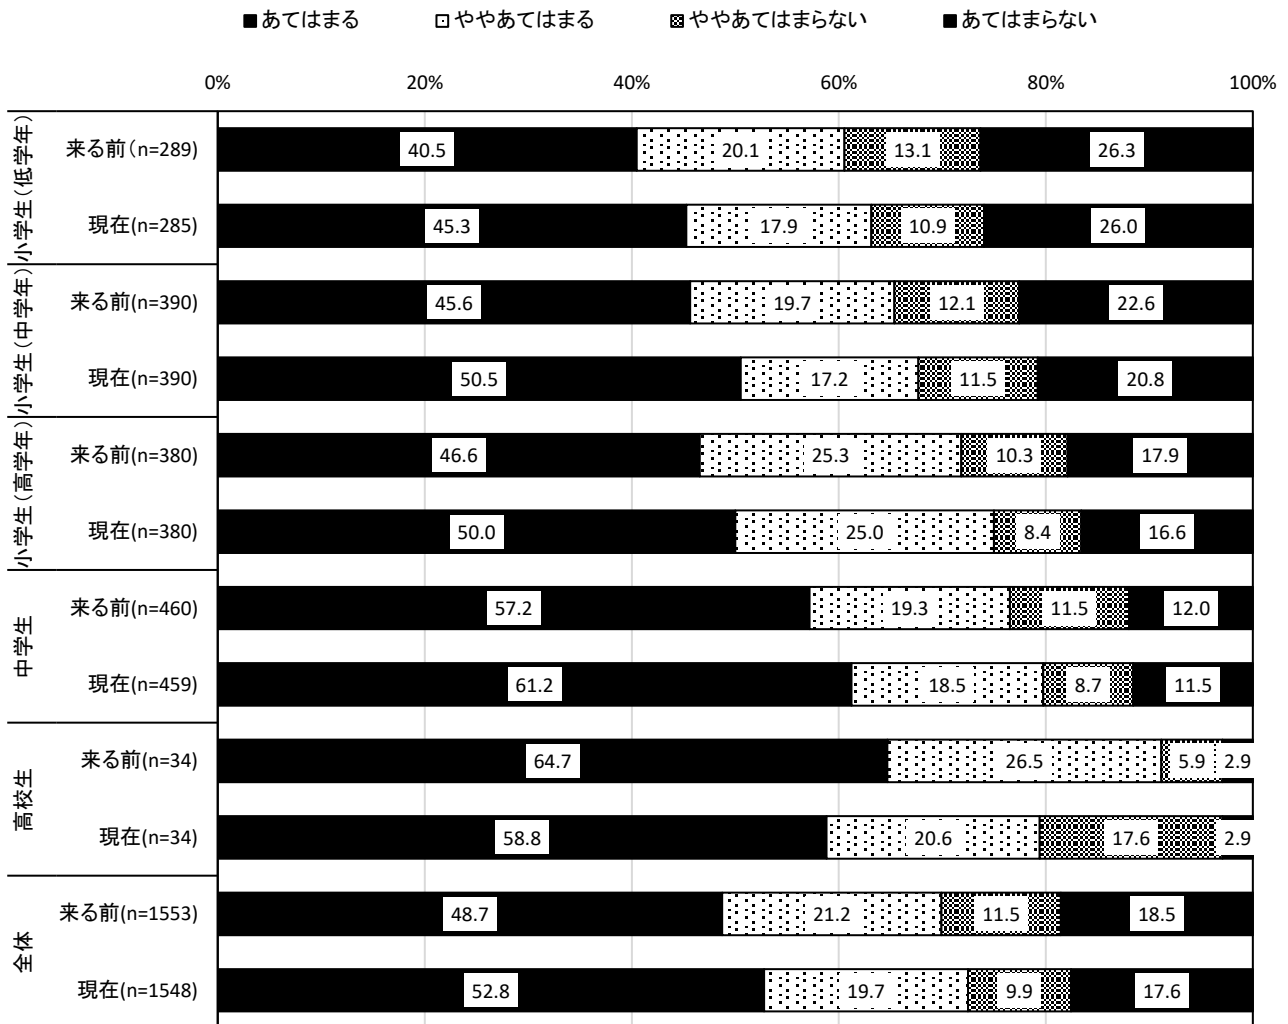 ■あてはまる ややあてはまる ややあてはまらない ■あてはまらない
0% 20% 40% 60% 80% 100%
小学生(低学年)
来る前(n=289) 40.5 20.1 13.1 26.3
現在(n=285) 45.3 17.9 10.9 26.0
小学生(中学年)
来る前(n=390) 45.6 19.7 12.1 22.6
現在(n=390) 50.5 17.2 11.5 20.8
小学生(高学年)
来る前(n=380) 46.6 25.3 10.3 17.9
現在(n=380) 50.0 25.0 8.4 16.6
中学生
来る前(n=460) 57.2 19.3 11.5 12.0
現在(n=459) 61.2 18.5 8.7 11.5
高校生
来る前(n=34) 64.7 26.5 5.9 2.9
現在(n=34) 58.8 20.6 17.6 2.9
全体
来る前(n=1553) 48.7 21.2 11.5 18.5
現在(n=1548) 52.8 19.7 9.9 17.6